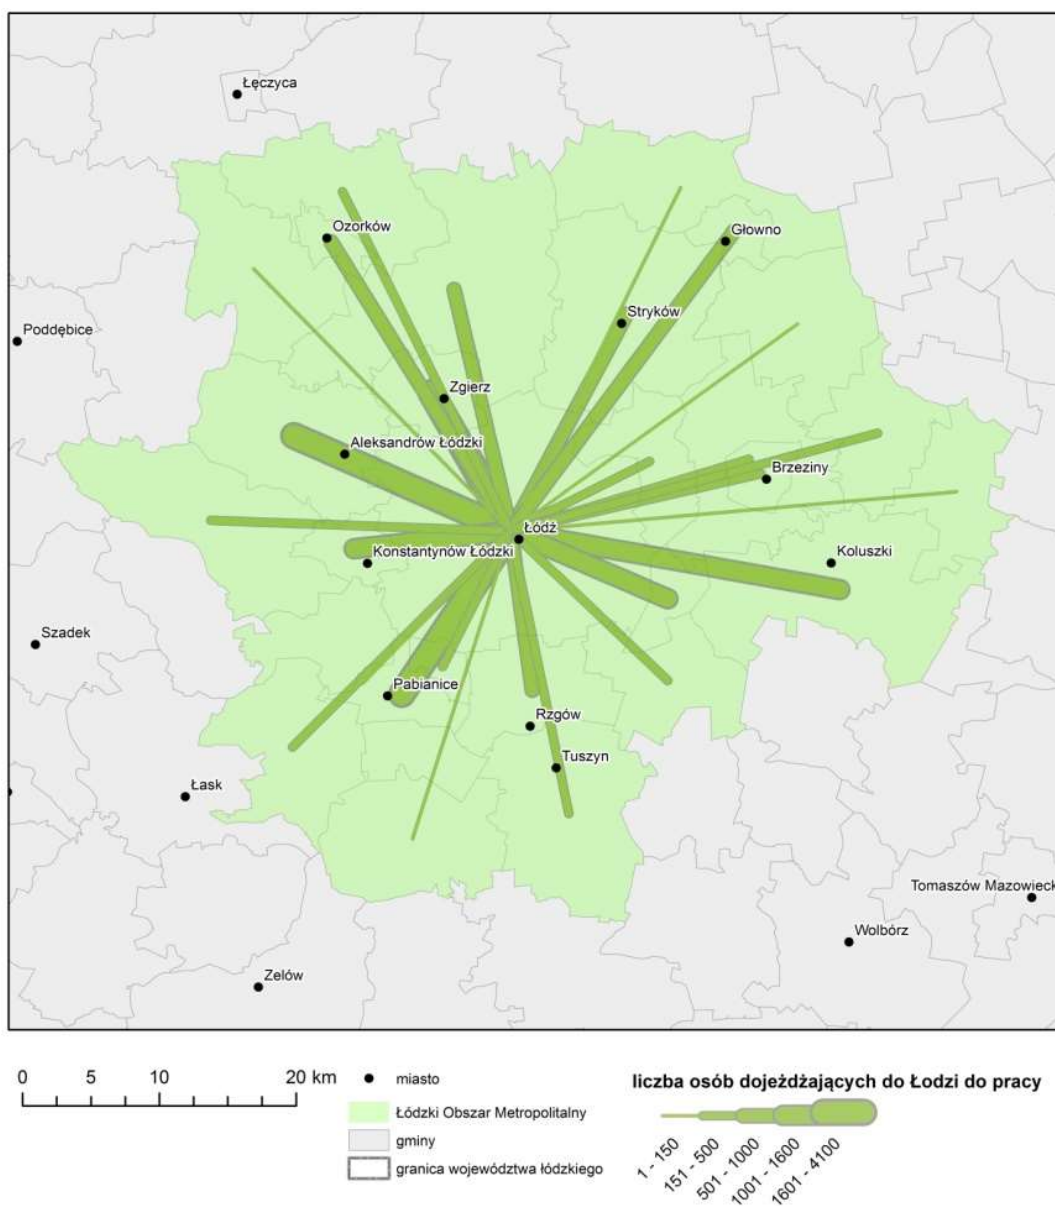 Łęczyca
Ozorków
Głowno
Stryków
Poddębice
Zgierz
Aleksandrów Łódzki
Brzeziny
Łódź
Konstantynów Łódzki
Koluszki
Szadek
Pabianice
Rzgów
Tuszyn
Łask
Tomaszów Mazowieck
Wolbórz
Zelów
0 5 10 20 km
miasto
Łódzki Obszar Metropolitalny
gminy
granica województwa łódzkiego
liczba osób dojeżdżających do Łodzi do pracy
1 - 150
151 - 500
501 - 1000
1001 - 1600
1601 - 4100